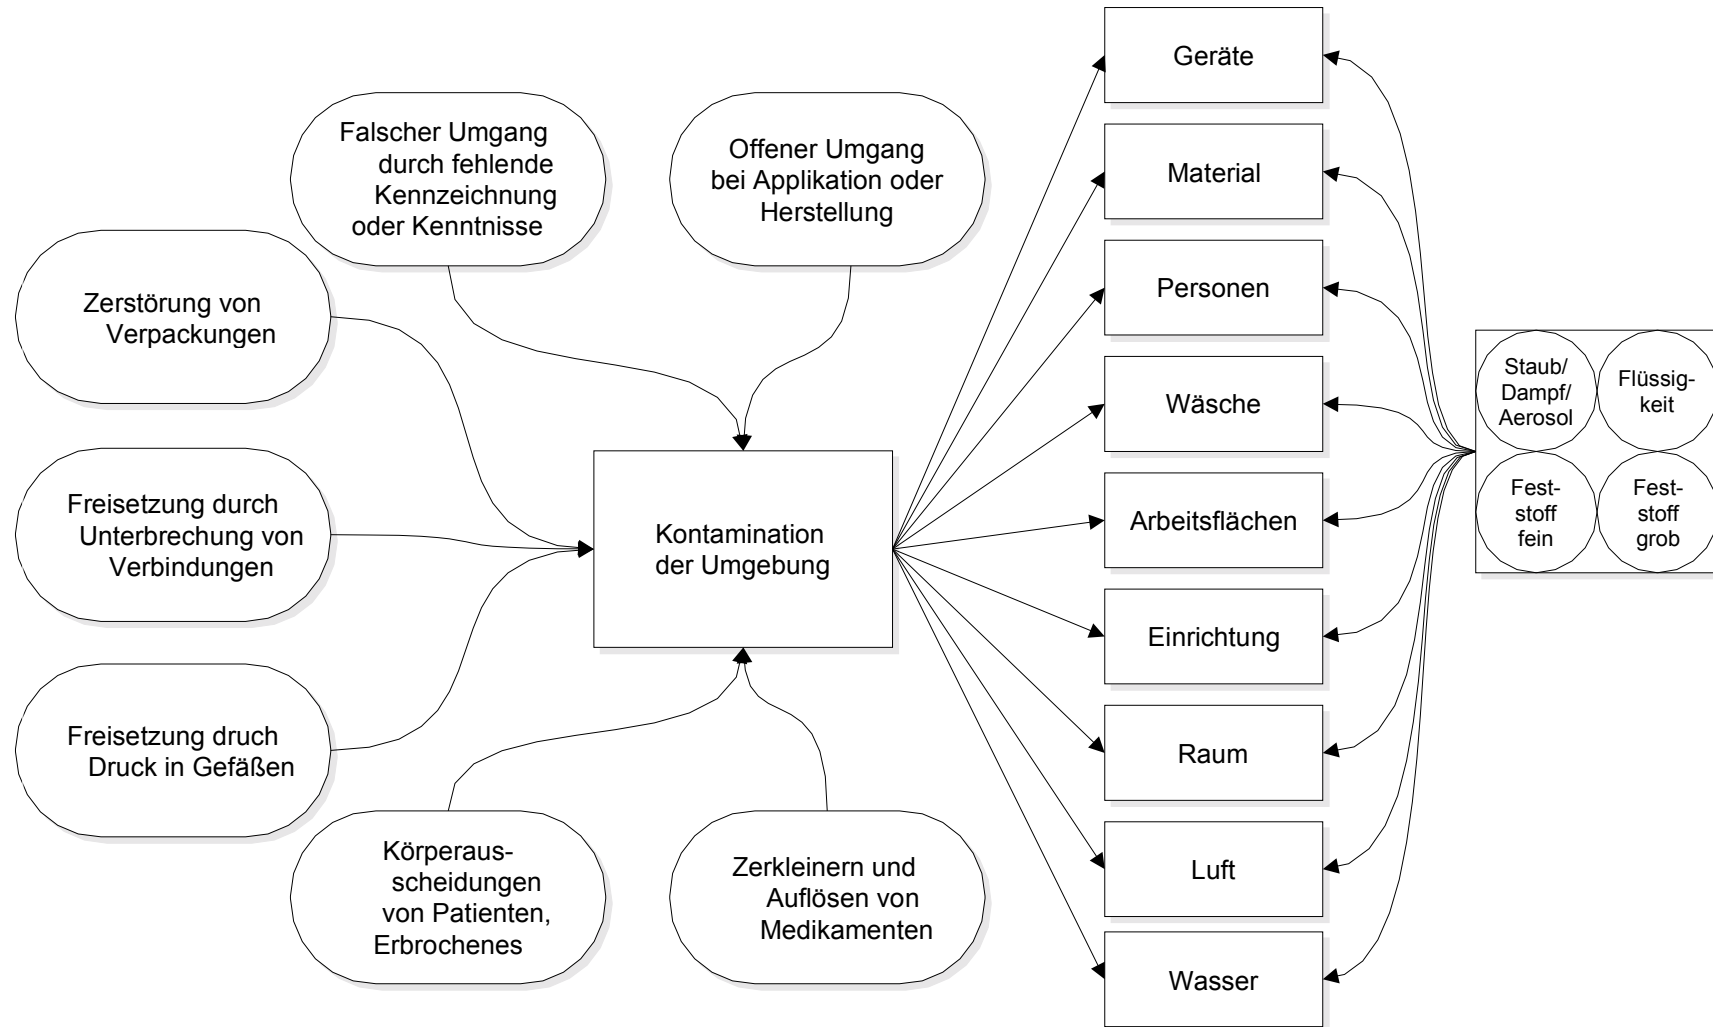 Falscher Umgang
durch fehlende
Kennzeichnung
oder Kenntnisse
Offener Umgang
bei Applikation oder
Herstellung
Zerstörung von
Verpackungen
Freisetzung durch
Unterbrechung von
Verbindungen
Freisetzung druch
Druck in Gefäßen
Körperaus-
scheidungen
von Patienten,
Erbrochenes
Zerkleinern und
Auflösen von
Medikamenten
Kontamination
der Umgebung
Geräte
Material
Personen
Wäsche
Arbeitsflächen
Einrichtung
Raum
Luft
Wasser
Staub/
Dampf/
Aerosol
Flüssig-
keit
Fest-
stoff
fein
Fest-
stoff
grob